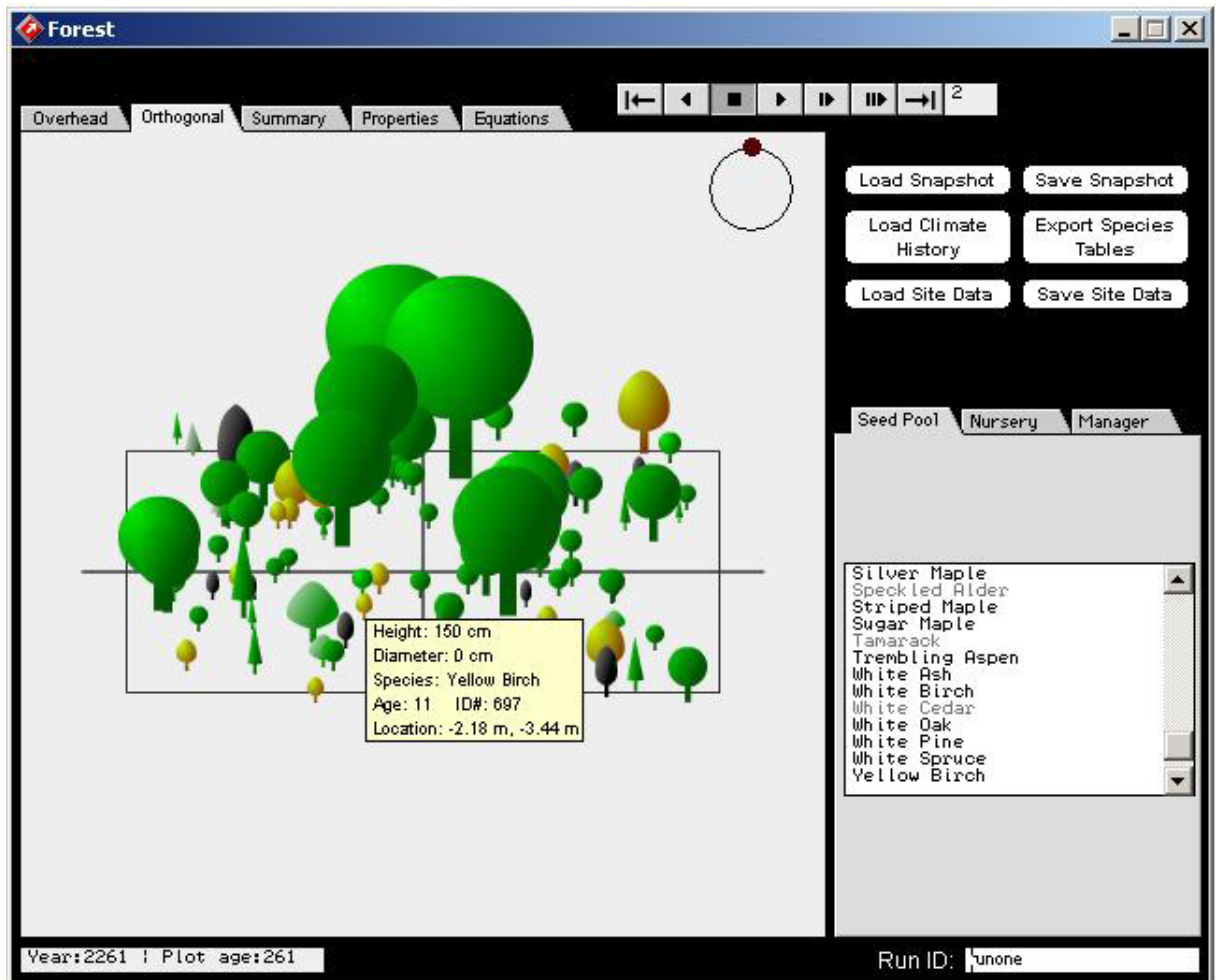 Forest
2
Overhead Orthogonal Summary Properties Equations
Load Snapshot Save Snapshot
Load Climate History Export Species Tables
Load Site Data Save Site Data
Seed Pool Nursery Manager
Silver Maple
Speckled Alder
Striped Maple
Sugar Maple
Tamarack
Trembling Aspen
White Ash
White Birch
White Cedar
White Oak
White Pine
White Spruce
Yellow Birch
Height: 150 cm
Diameter: 0 cm
Species: Yellow Birch
Age: 11 ID#: 697
Location: -2.18 m, -3.44 m
Year:2261 | Plot age:261
Run ID: runone